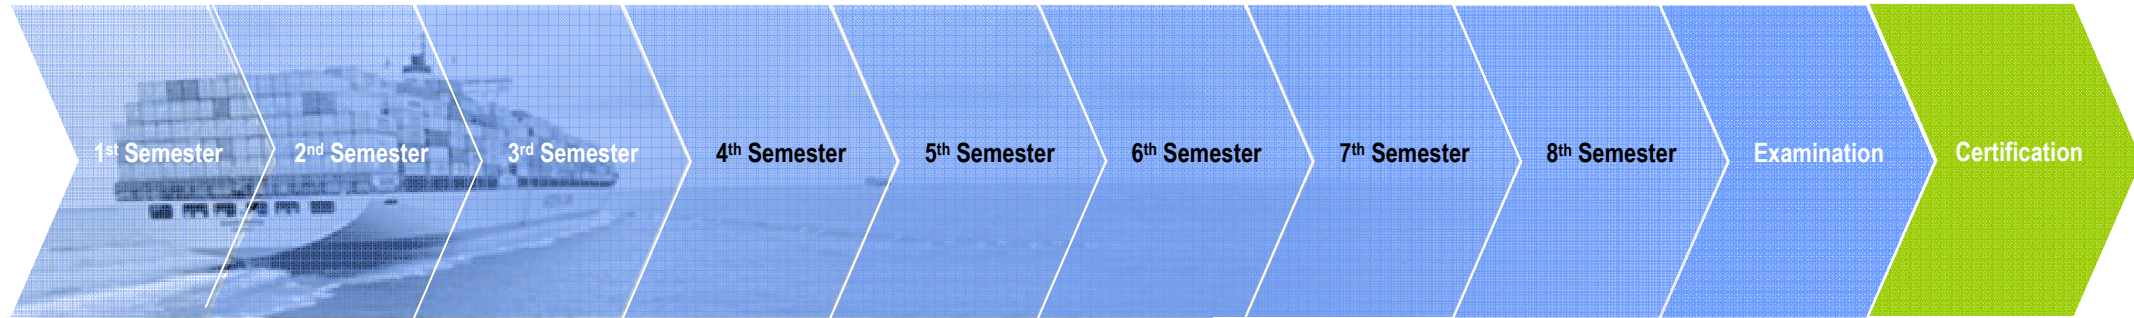 1st Semester
2nd Semester
3rd Semester
4th Semester
5th Semester
6th Semester
7th Semester
8th Semester
Examination
Certification